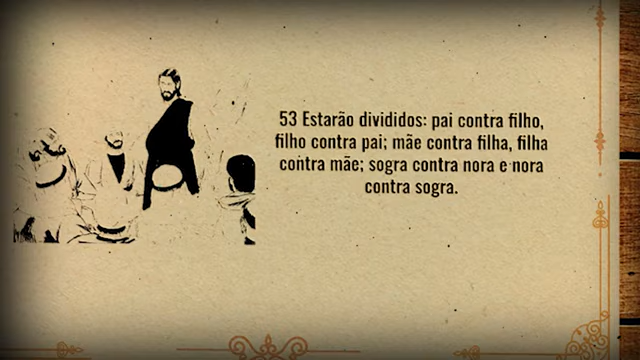 53 Estarão divididos: pai contra filho,
filho contra pai; mãe contra filha, filha
contra mãe; sogra contra nora e nora
contra sogra.